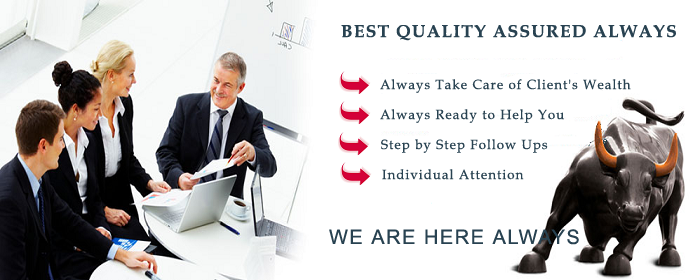 BEST QUALITY ASSURED ALWAYS
Always Take Care of Client's Wealth
Always Ready to Help You
Step by Step Follow Ups
Individual Attention
WE ARE HERE ALWAYS